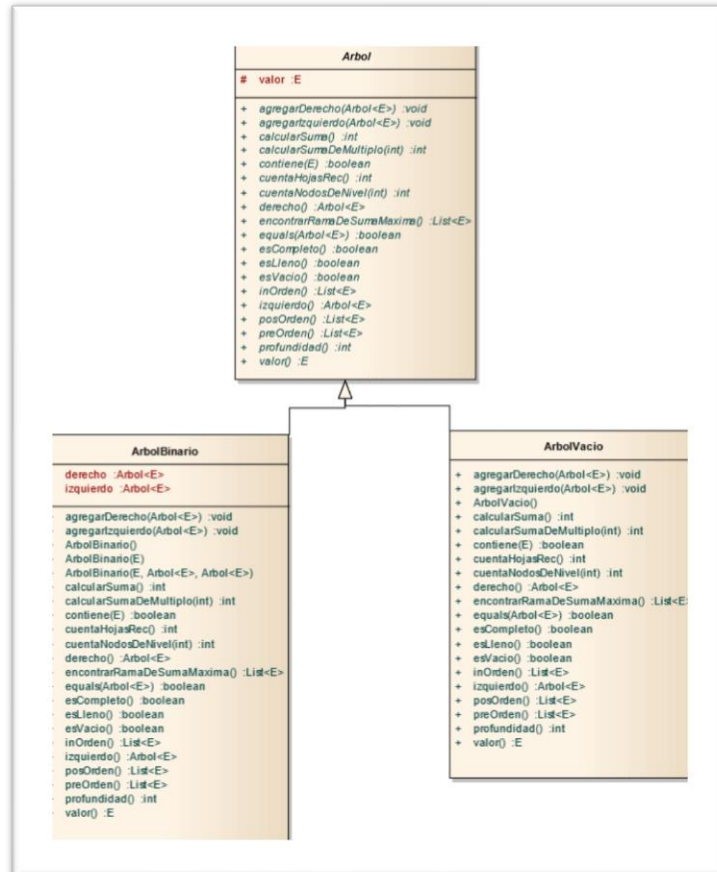 Arbol
# valor :E
+ agregarDerecho(Arbol<E>) :void
+ agregarIzquierdo(Arbol<E>) :void
+ calcularSuma() :int
+ calcularSumaDeMultiplo(int) :int
+ contiene(E) :boolean
+ cuentaHojasRec() :int
+ cuentaNodosDeNivel(int) :int
+ derecho() :Arbol<E>
+ encontrarRamaDeSumaMaxima() :List<E>
+ equals(Arbol<E>) :boolean
+ esCompleto() :boolean
+ esLleno() :boolean
+ esVacio() :boolean
+ inOrden() :List<E>
+ izquierdo() :Arbol<E>
+ posOrden() :List<E>
+ preOrden() :List<E>
+ profundidad() :int
+ valor() :E
ArbolBinario
derecho :Arbol<E>
izquierdo :Arbol<E>
agregarDerecho(Arbol<E>) :void
agregarIzquierdo(Arbol<E>) :void
ArbolBinario()
ArbolBinario(E)
ArbolBinario(E, Arbol<E>, Arbol<E>)
calcularSuma() :int
calcularSumaDeMultiplo(int) :int
contiene(E) :boolean
cuentaHojasRec() :int
cuentaNodosDeNivel(int) :int
derecho() :Arbol<E>
encontrarRamaDeSumaMaxima() :List<E>
equals(Arbol<E>) :boolean
esCompleto() :boolean
esLleno() :boolean
esVacio() :boolean
inOrden() :List<E>
izquierdo() :Arbol<E>
posOrden() :List<E>
preOrden() :List<E>
profundidad() :int
valor() :E
ArbolVacio
+ agregarDerecho(Arbol<E>) :void
+ agregarIzquierdo(Arbol<E>) :void
+ ArbolVacio()
+ calcularSuma() :int
+ calcularSumaDeMultiplo(int) :int
+ contiene(E) :boolean
+ cuentaHojasRec() :int
+ cuentaNodosDeNivel(int) :int
+ derecho() :Arbol<E>
+ encontrarRamaDeSumaMaxima() :List<E
+ equals(Arbol<E>) :boolean
+ esCompleto() :boolean
+ esLleno() :boolean
+ esVacio() :boolean
+ inOrden() :List<E>
+ izquierdo() :Arbol<E>
+ posOrden() :List<E>
+ preOrden() :List<E>
+ profundidad() :int
+ valor() :E